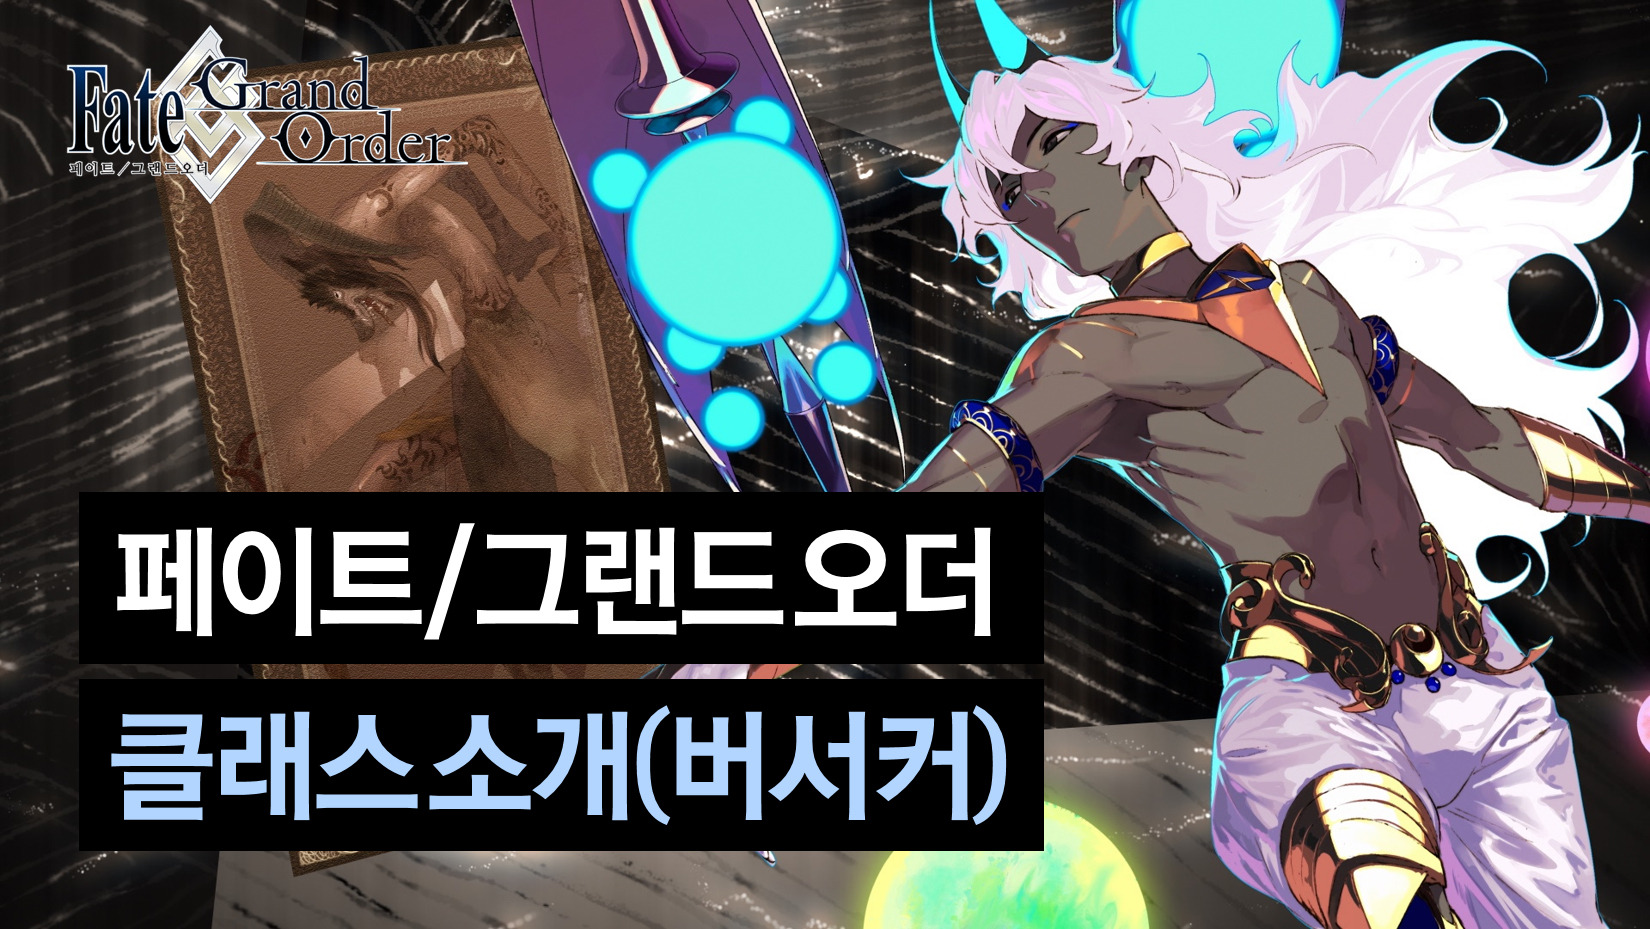 Fate
Grand
Order
페이트/그랜드오더
페이트/그랜드 오더
클래스 소개(버서커)